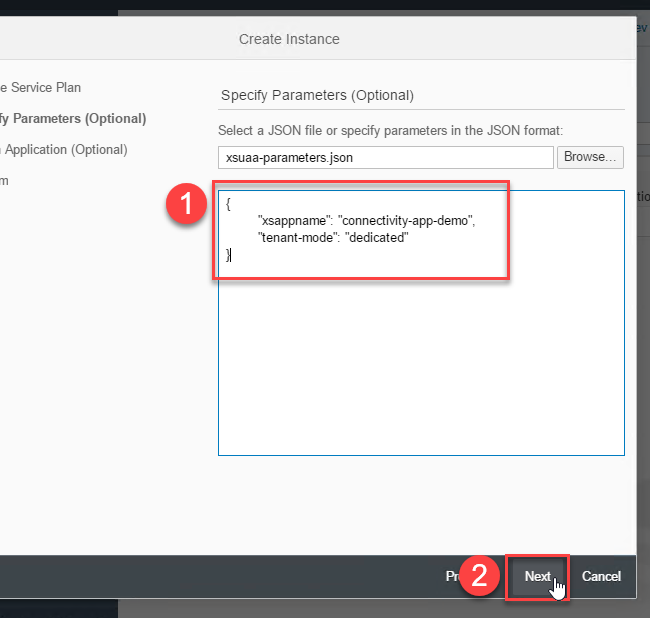 Create Instance
e Service Plan
fy Parameters (Optional)
Application (Optional)
m
Specify Parameters (Optional)
Select a JSON file or specify parameters in the JSON format:
xsuaa-parameters.json
Browse...
1
{
"xsappname": "connectivity-app-demo",
"tenant-mode": "dedicated"
}
2
Next
Cancel